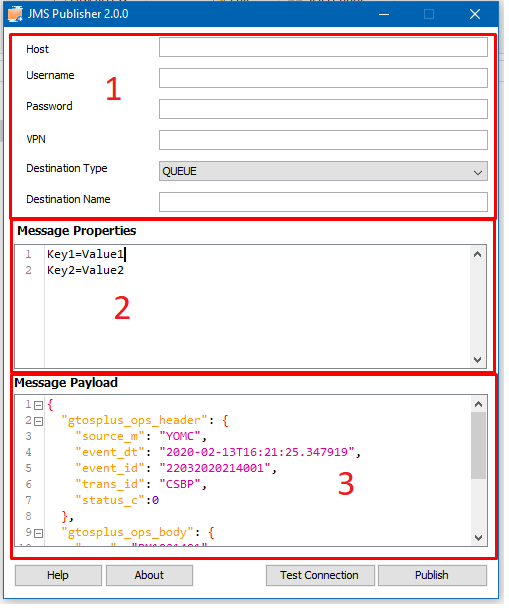 JMS Publisher 2.0.0
Host
Username
1
Password
VPN
Destination Type QUEUE
Destination Name
Message Properties
1 Key1=Value1
2 Key2=Value2
2
Message Payload
1 {
2 "gtosplus_ops_header": {
3 "source_m": "YOMC",
4 "event_dt": "2020-02-13T16:21:25.347919",
5 "event_id": "22032020214001",
6 "trans_id": "CSBP",
3
7 "status_c":0
8 },
9 "gtosplus_ops_body": {
Help About Test Connection Publish